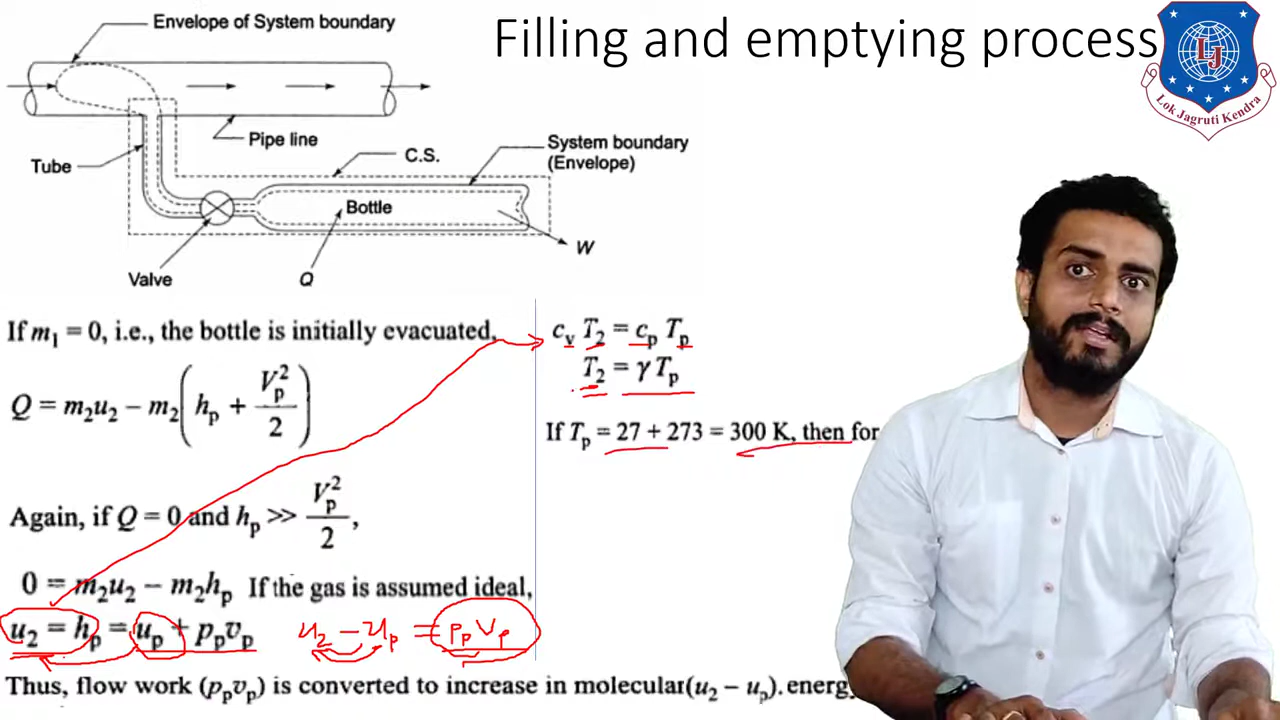 Filling and emptying process
LJ
Lok Jagruti Kendra
Envelope of System boundary
Pipe line
Tube
C.S.
System boundary
(Envelope)
Bottle
W
Valve
Q
If m₁ = 0, i.e., the bottle is initially evacuated,
Q = m₂u₂ − m₂(hₚ + Vₚ²/2)
Again, if Q = 0 and hₚ >> Vₚ²/2,
0 = m₂u₂ − m₂hₚ If the gas is assumed ideal,
u₂ = hₚ = uₚ + pₚvₚ
u₂ − uₚ = pₚvₚ
Thus, flow work (pₚvₚ) is converted to increase in molecular(u₂ − uₚ). energy
cᵥ T₂ = cₚ Tₚ
T₂ = γ Tₚ
If Tₚ = 27 + 273 = 300 K, then for